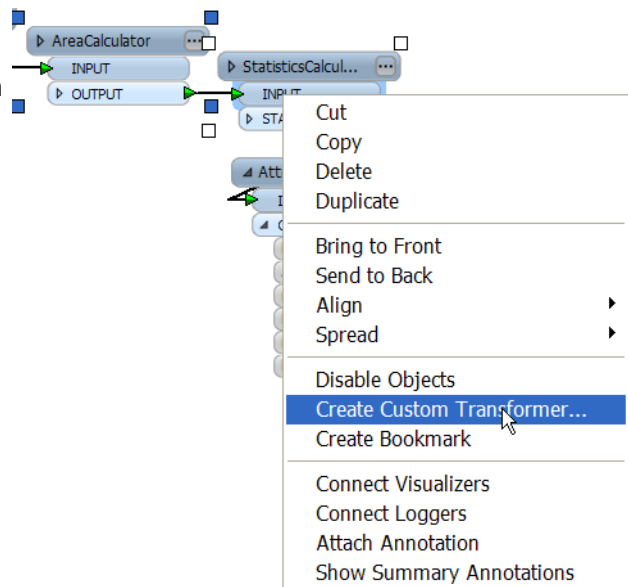 AreaCalculator
INPUT
OUTPUT
StatisticsCalcul...
INPUT
Cut
Copy
Delete
Duplicate
Bring to Front
Send to Back
Align
Spread
Disable Objects
Create Custom Transformer...
Create Bookmark
Connect Visualizers
Connect Loggers
Attach Annotation
Show Summary Annotations